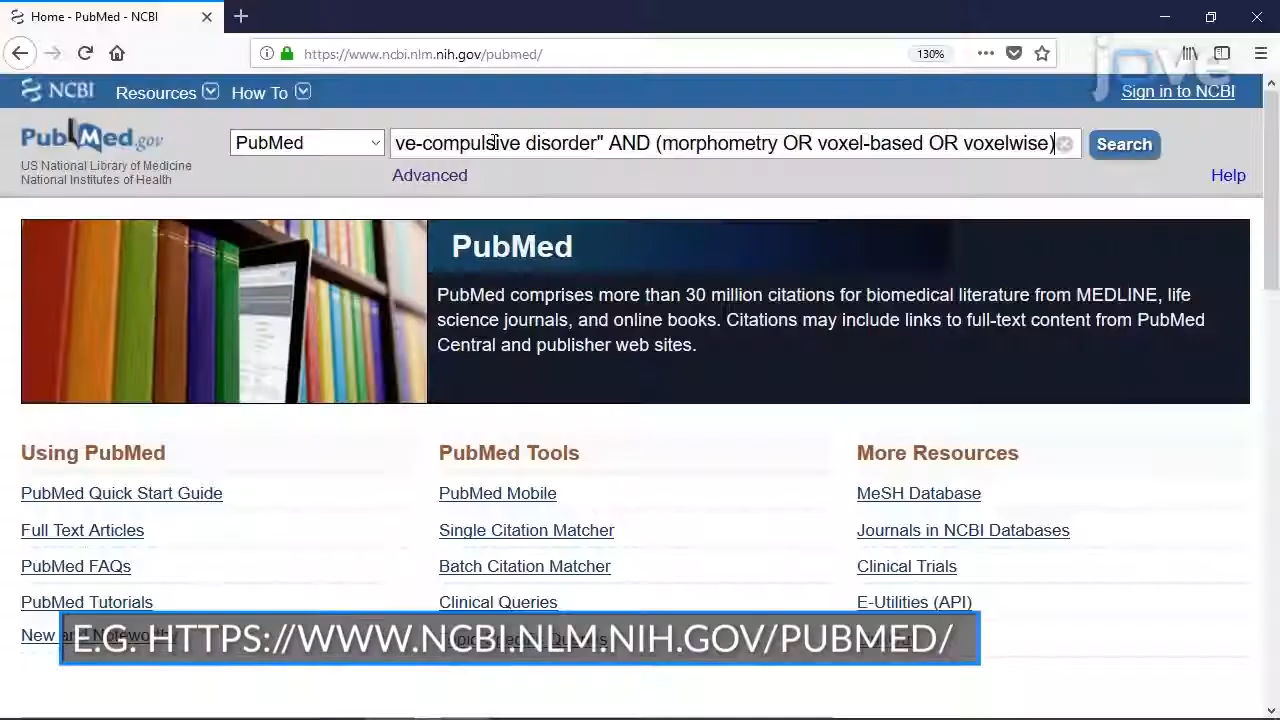 Home - PubMed - NCBI
https://www.ncbi.nlm.nih.gov/pubmed/
130%
jove
NCBI
Resources
How To
Sign in to NCBI
PubMed.gov
US National Library of Medicine
National Institutes of Health
PubMed
ve-compulsive disorder" AND (morphometry OR voxel-based OR voxelwise)
Search
Advanced
Help
PubMed
PubMed comprises more than 30 million citations for biomedical literature from MEDLINE, life
science journals, and online books. Citations may include links to full-text content from PubMed
Central and publisher web sites.
Using PubMed
PubMed Quick Start Guide
Full Text Articles
PubMed FAQs
PubMed Tutorials
New and Noteworthy
PubMed Tools
PubMed Mobile
Single Citation Matcher
Batch Citation Matcher
Clinical Queries
More Resources
MeSH Database
Journals in NCBI Databases
Clinical Trials
E-Utilities (API)
E.G. HTTPS://WWW.NCBI.NLM.NIH.GOV/PUBMED/